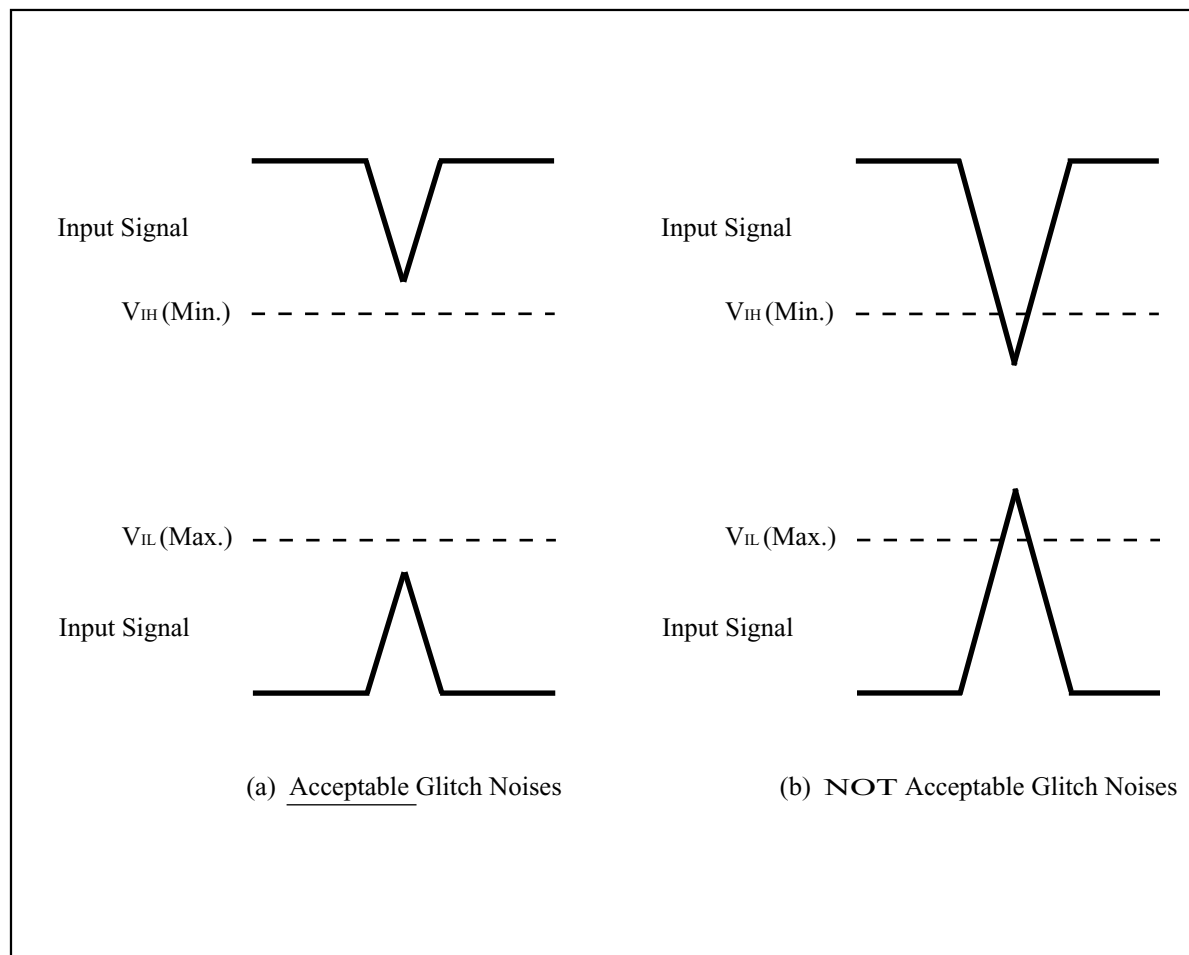 Input Signal
VIH (Min.)
VIL (Max.)
Input Signal
(a) Acceptable Glitch Noises
Input Signal
VIH (Min.)
VIL (Max.)
Input Signal
(b) NOT Acceptable Glitch Noises